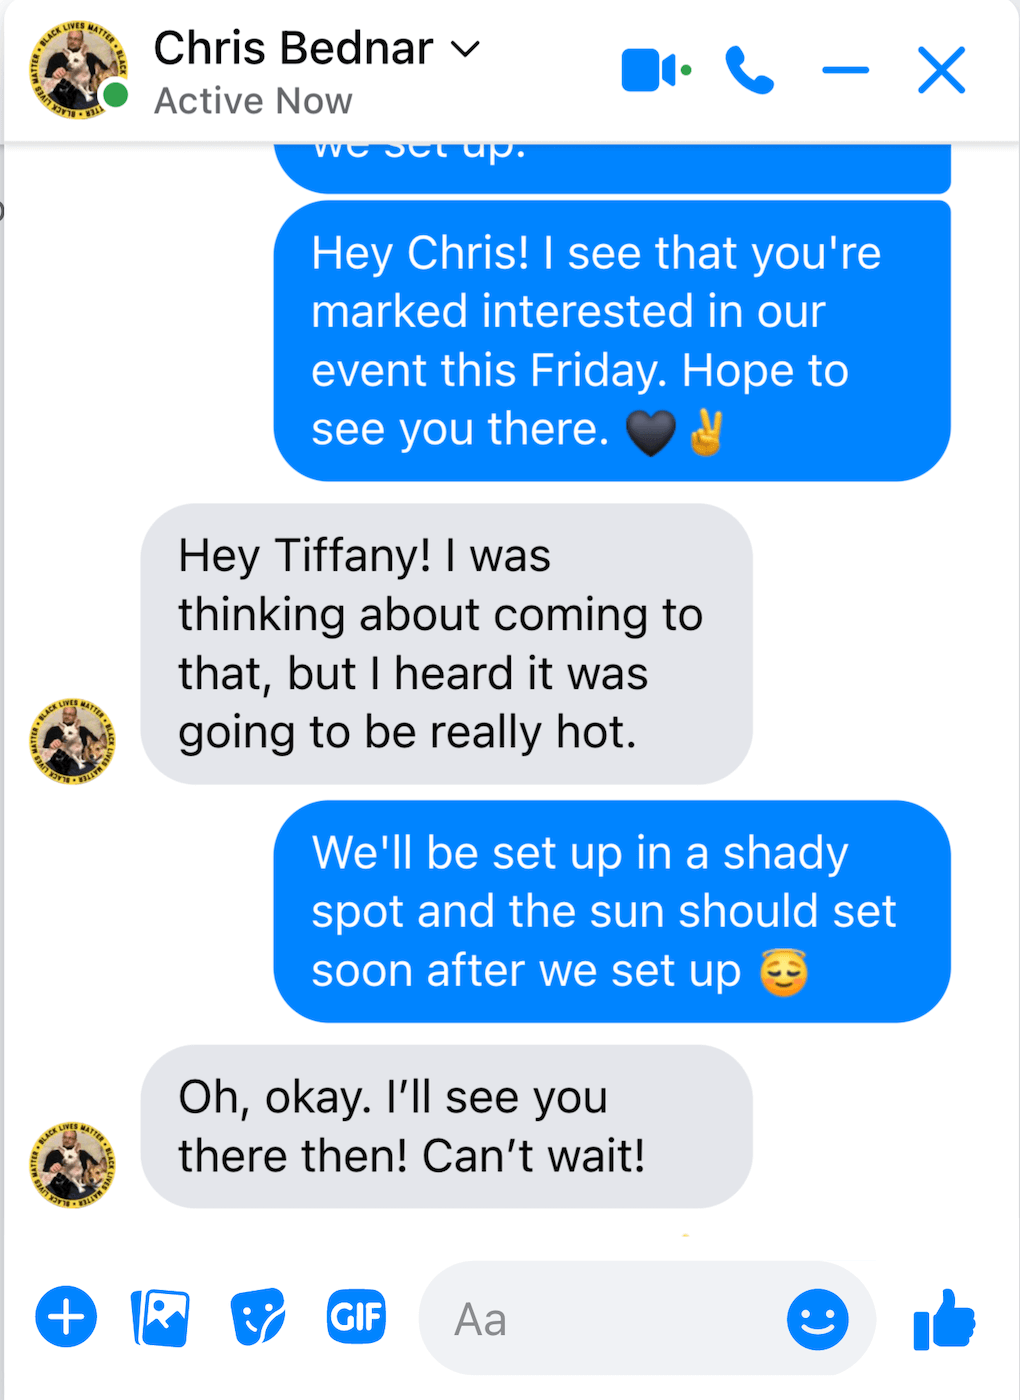 Chris Bednar
Active Now
we set up.
Hey Chris! I see that you're
marked interested in our
event this Friday. Hope to
see you there. 🖤✌️
Hey Tiffany! I was
thinking about coming to
that, but I heard it was
going to be really hot.
We'll be set up in a shady
spot and the sun should set
soon after we set up 😇
Oh, okay. I’ll see you
there then! Can’t wait!
GIF
Aa